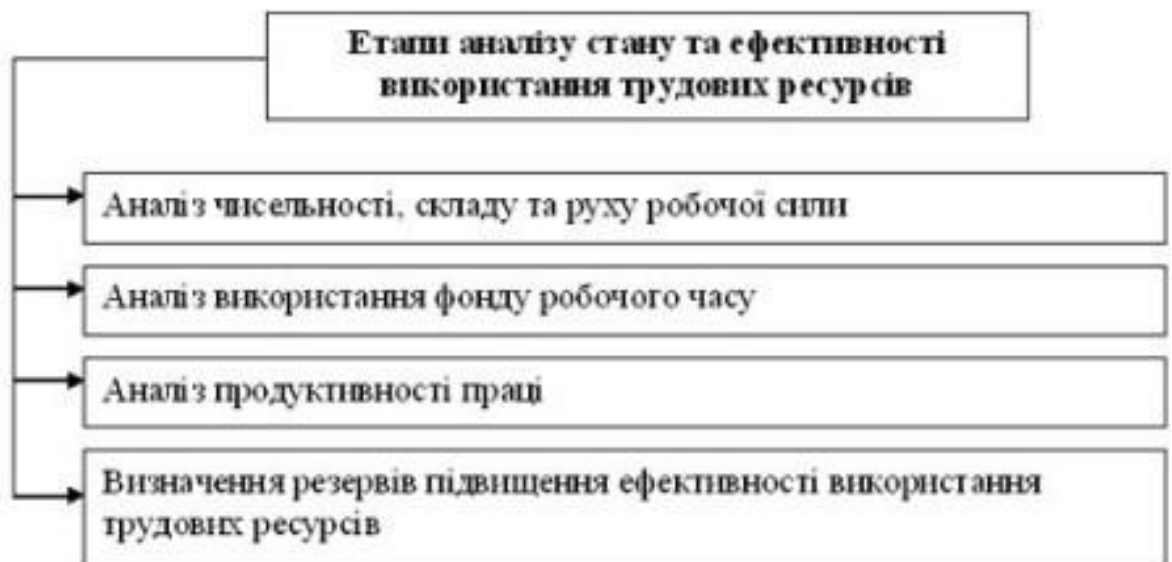 Етапи аналізу стану та ефективності
використання трудових ресурсів
Аналіз чисельності, складу та руху робочої сили
Аналіз використання фонду робочого часу
Аналіз продуктивності праці
Визначення резервів підвищення ефективності використання
трудових ресурсів